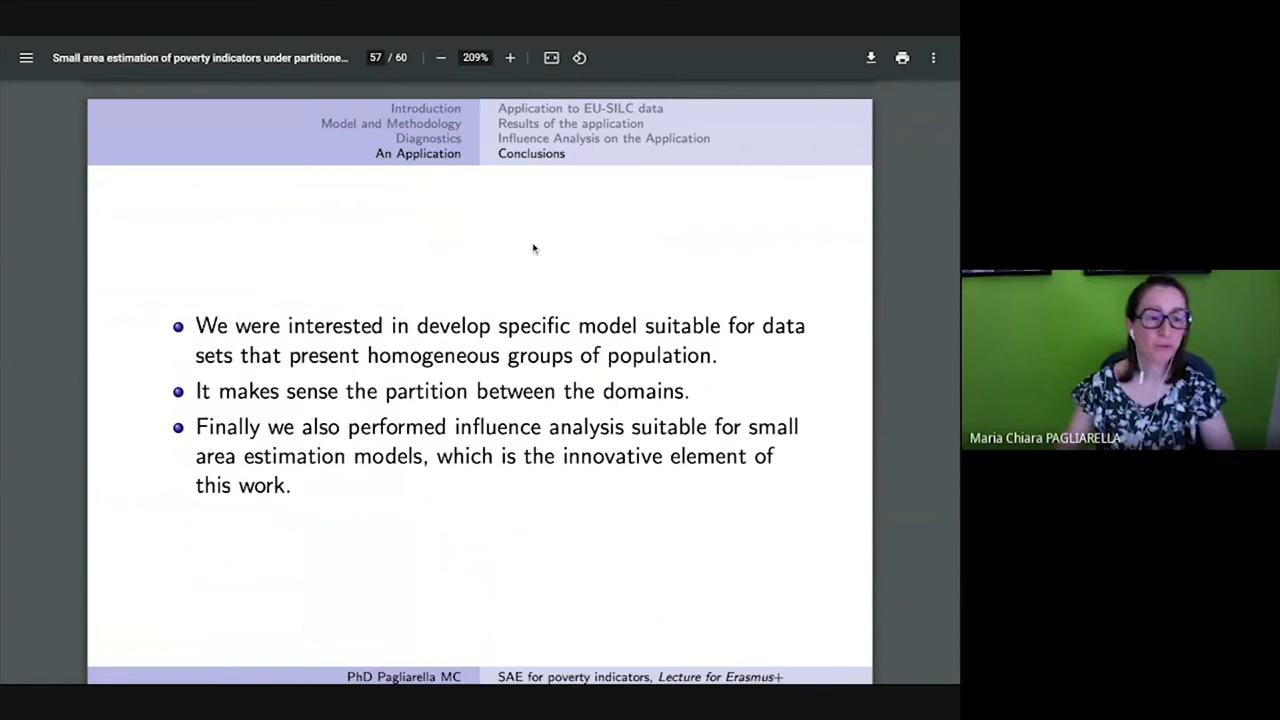 Small area estimation of poverty indicators under partitione...
57 / 60
209%
Introduction
Model and Methodology
Diagnostics
An Application
Application to EU-SILC data
Results of the application
Influence Analysis on the Application
Conclusions
We were interested in develop specific model suitable for data
sets that present homogeneous groups of population.
It makes sense the partition between the domains.
Finally we also performed influence analysis suitable for small
area estimation models, which is the innovative element of
this work.
PhD Pagliarella MC
SAE for poverty indicators, Lecture for Erasmus+
Maria Chiara PAGLIARELLA